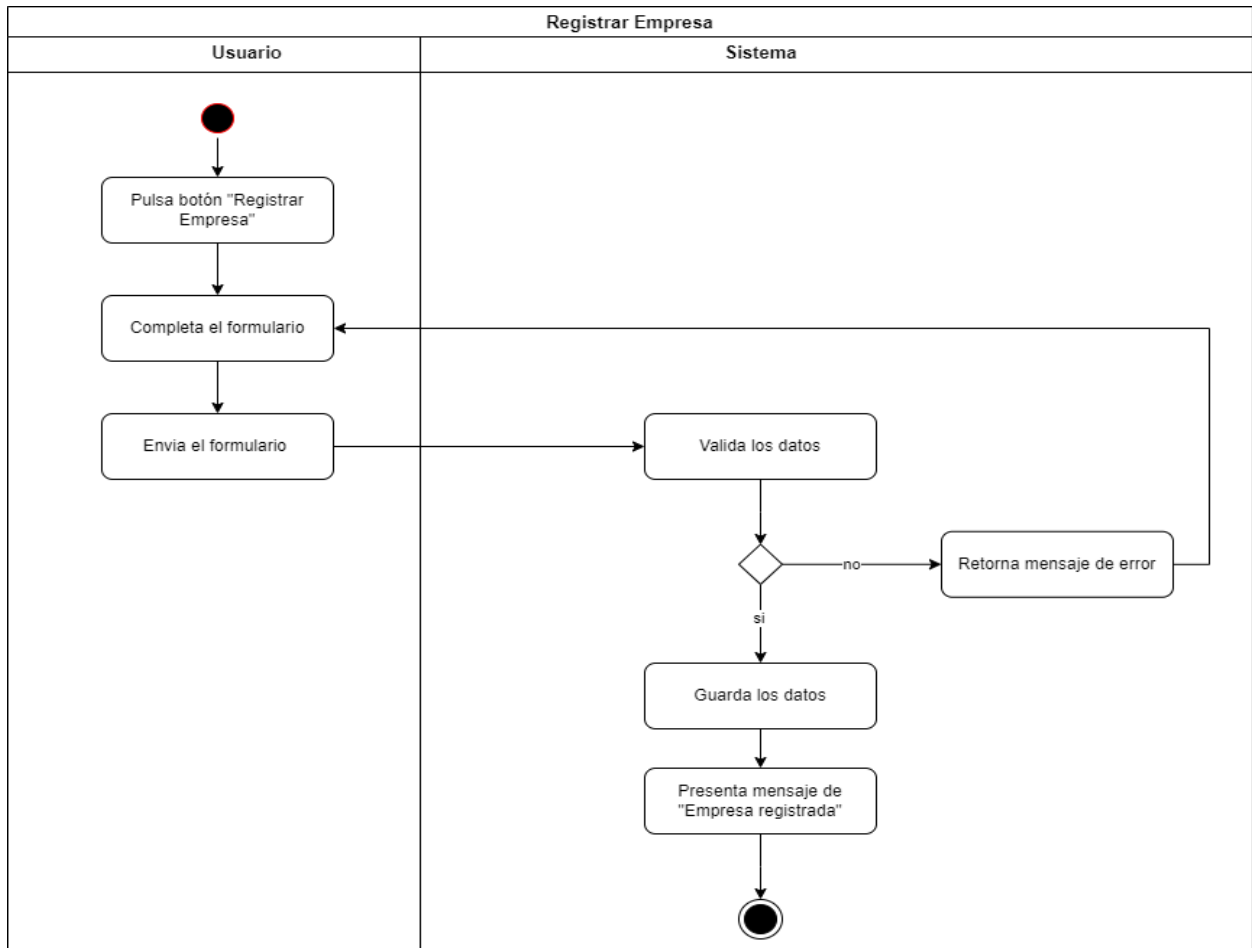 Registrar Empresa
Usuario
Sistema
Pulsa botón "Registrar
Empresa"
Completa el formulario
Envia el formulario
Valida los datos
no
Retorna mensaje de error
si
Guarda los datos
Presenta mensaje de
"Empresa registrada"